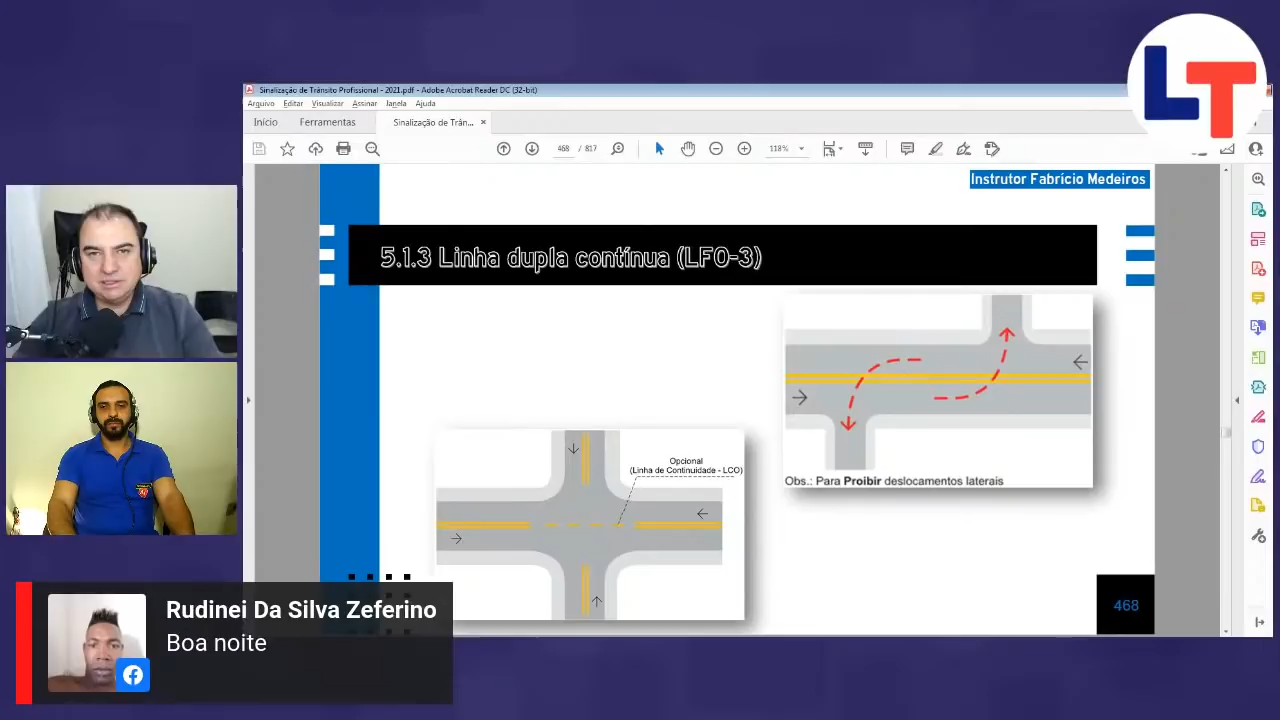 LT
Sinalização de Trânsito Profissional - 2021.pdf - Adobe Acrobat Reader DC (32-bit)
Arquivo Editar Visualizar Assinar Janela Ajuda
Início Ferramentas Sinalização de Trân... ×
468 / 817 118%
Instrutor Fabrício Medeiros
5.1.3 Linha dupla contínua (LFO-3)
Opcional
(Linha de Continuidade - LCO)
Obs.: Para Proibir deslocamentos laterais
468
Rudinei Da Silva Zeferino
Boa noite